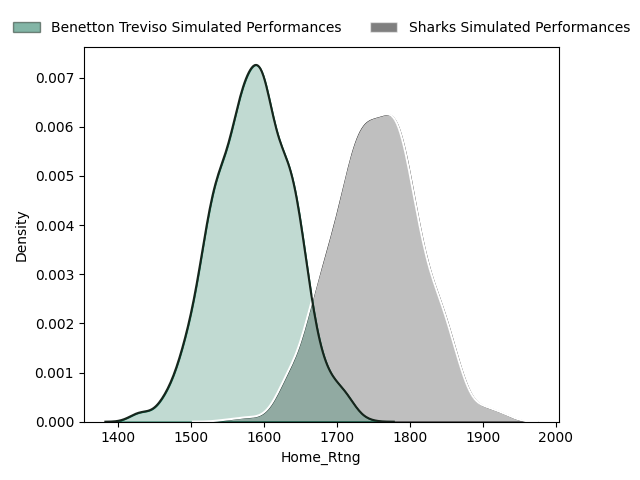 Benetton Treviso Simulated Performances Sharks Simulated Performances
0.007
0.006
0.005
0.004
0.003
0.002
0.001
0.000
Density
1400 1500 1600 1700 1800 1900 2000
Home_Rtng